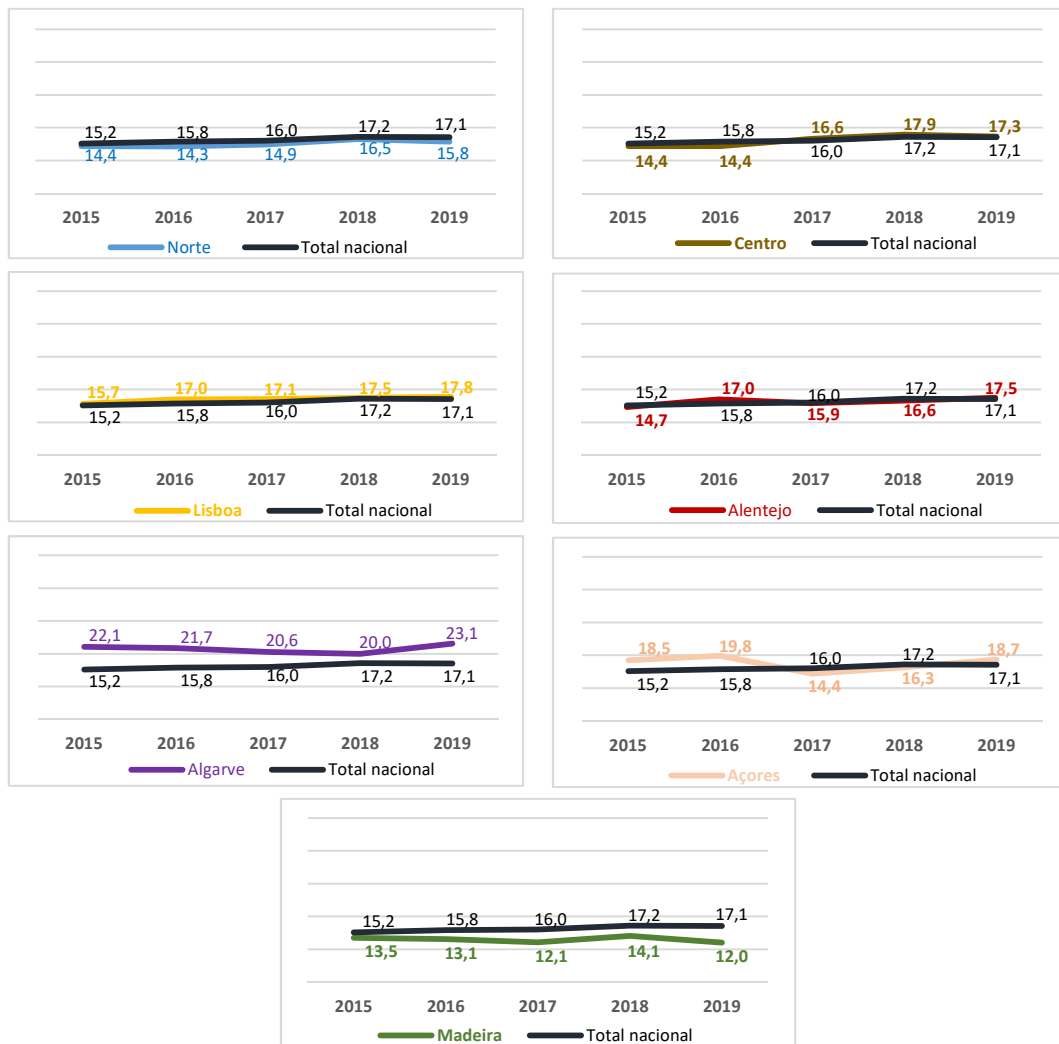 15,2 15,8 16,0 17,2 17,1
14,4 14,3 14,9 16,5 15,8
2015 2016 2017 2018 2019
Norte Total nacional
15,2 15,8 16,6 17,9 17,3
14,4 14,4 16,0 17,2 17,1
2015 2016 2017 2018 2019
Centro Total nacional
15,7 17,0 17,1 17,5 17,8
15,2 15,8 16,0 17,2 17,1
2015 2016 2017 2018 2019
Lisboa Total nacional
15,2 17,0 16,0 17,2 17,5
14,7 15,8 15,9 16,6 17,1
2015 2016 2017 2018 2019
Alentejo Total nacional
22,1 21,7 20,6 20,0 23,1
15,2 15,8 16,0 17,2 17,1
2015 2016 2017 2018 2019
Algarve Total nacional
18,5 19,8 16,0 17,2 18,7
15,2 15,8 14,4 16,3 17,1
2015 2016 2017 2018 2019
Açores Total nacional
15,2 15,8 16,0 17,2 17,1
13,5 13,1 12,1 14,1 12,0
2015 2016 2017 2018 2019
Madeira Total nacional